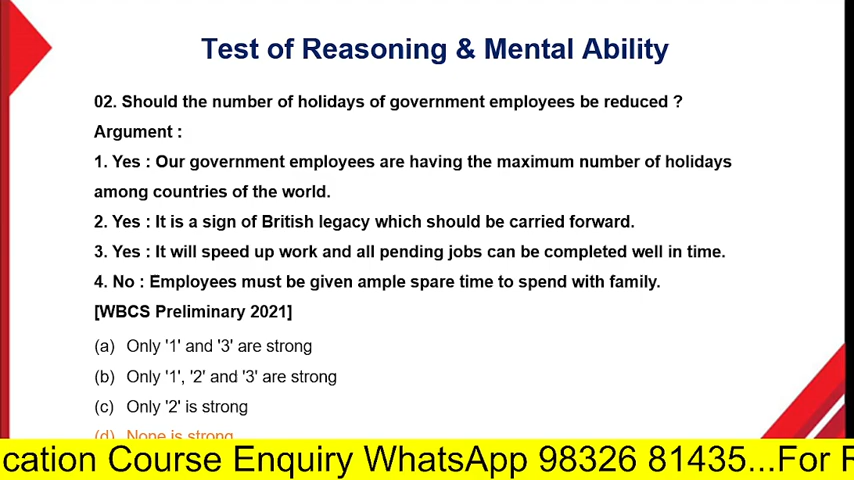 Test of Reasoning & Mental Ability
02. Should the number of holidays of government employees be reduced ?
Argument :
1. Yes : Our government employees are having the maximum number of holidays
among countries of the world.
2. Yes : It is a sign of British legacy which should be carried forward.
3. Yes : It will speed up work and all pending jobs can be completed well in time.
4. No : Employees must be given ample spare time to spend with family.
[WBCS Preliminary 2021]
(a) Only '1' and '3' are strong
(b) Only '1', '2' and '3' are strong
(c) Only '2' is strong
(d) None is strong
cation Course Enquiry WhatsApp 98326 81435...For